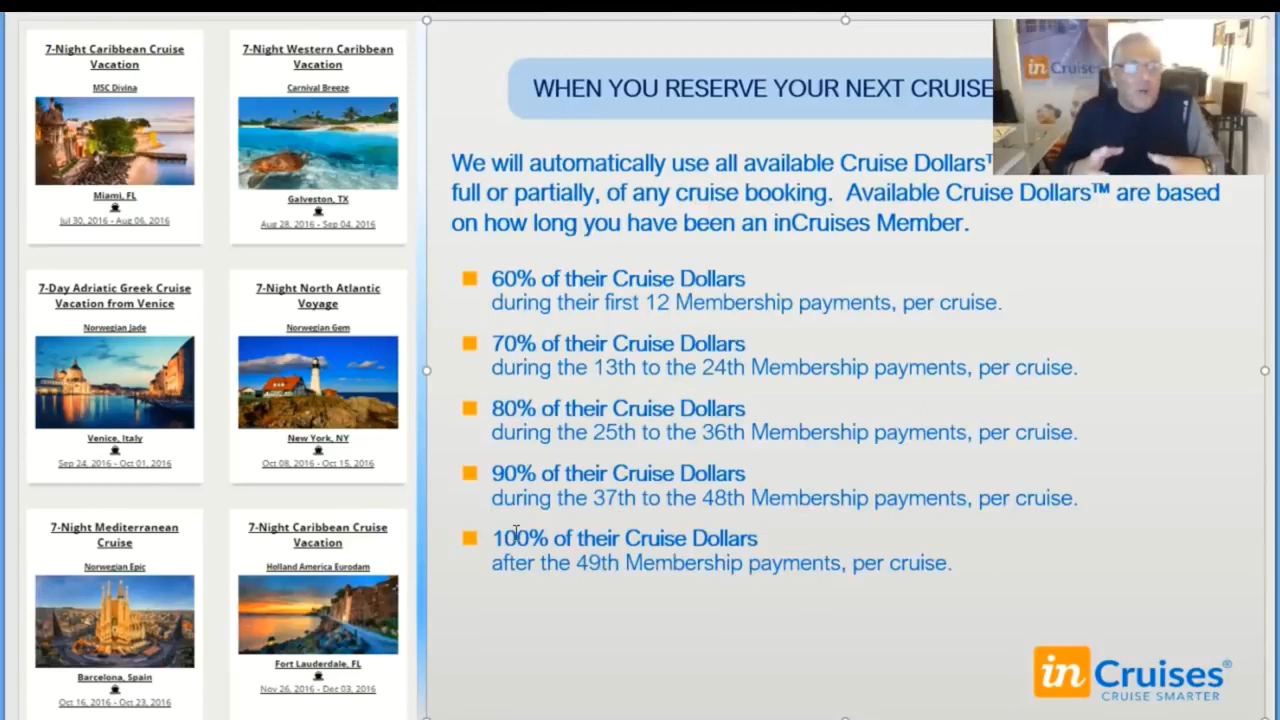 7-Night Caribbean Cruise
Vacation
MSC Divina
Miami, FL
Jul 30, 2016 - Aug 06, 2016
7-Night Western Caribbean
Vacation
Carnival Breeze
Galveston, TX
Aug 28, 2016 - Sep 04, 2016
7-Day Adriatic Greek Cruise
Vacation from Venice
Norwegian Jade
Venice, Italy
Sep 24, 2016 - Oct 01, 2016
7-Night North Atlantic
Voyage
Norwegian Gem
New York, NY
Oct 08, 2016 - Oct 15, 2016
7-Night Mediterranean
Cruise
Norwegian Epic
Barcelona, Spain
Oct 16, 2016 - Oct 23, 2016
7-Night Caribbean Cruise
Vacation
Holland America Eurodam
Fort Lauderdale, FL
Nov 26, 2016 - Dec 03, 2016
WHEN YOU RESERVE YOUR NEXT CRUISE
in Cruises
We will automatically use all available Cruise Dollars™
full or partially, of any cruise booking. Available Cruise Dollars™ are based
on how long you have been an inCruises Member.
60% of their Cruise Dollars
during their first 12 Membership payments, per cruise.
70% of their Cruise Dollars
during the 13th to the 24th Membership payments, per cruise.
80% of their Cruise Dollars
during the 25th to the 36th Membership payments, per cruise.
90% of their Cruise Dollars
during the 37th to the 48th Membership payments, per cruise.
100% of their Cruise Dollars
after the 49th Membership payments, per cruise.
in Cruises®
CRUISE SMARTER